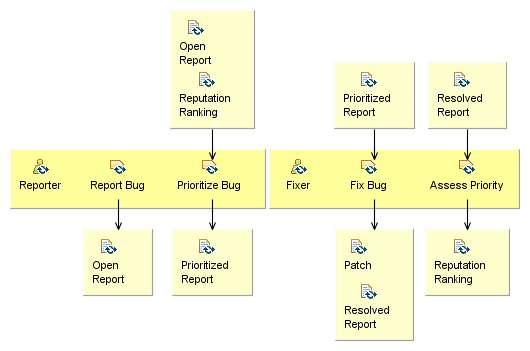 Open
Report
Reputation
Ranking
Prioritized
Report
Resolved
Report
Reporter
Report Bug
Prioritize Bug
Fixer
Fix Bug
Assess Priority
Open
Report
Prioritized
Report
Patch
Resolved
Report
Reputation
Ranking